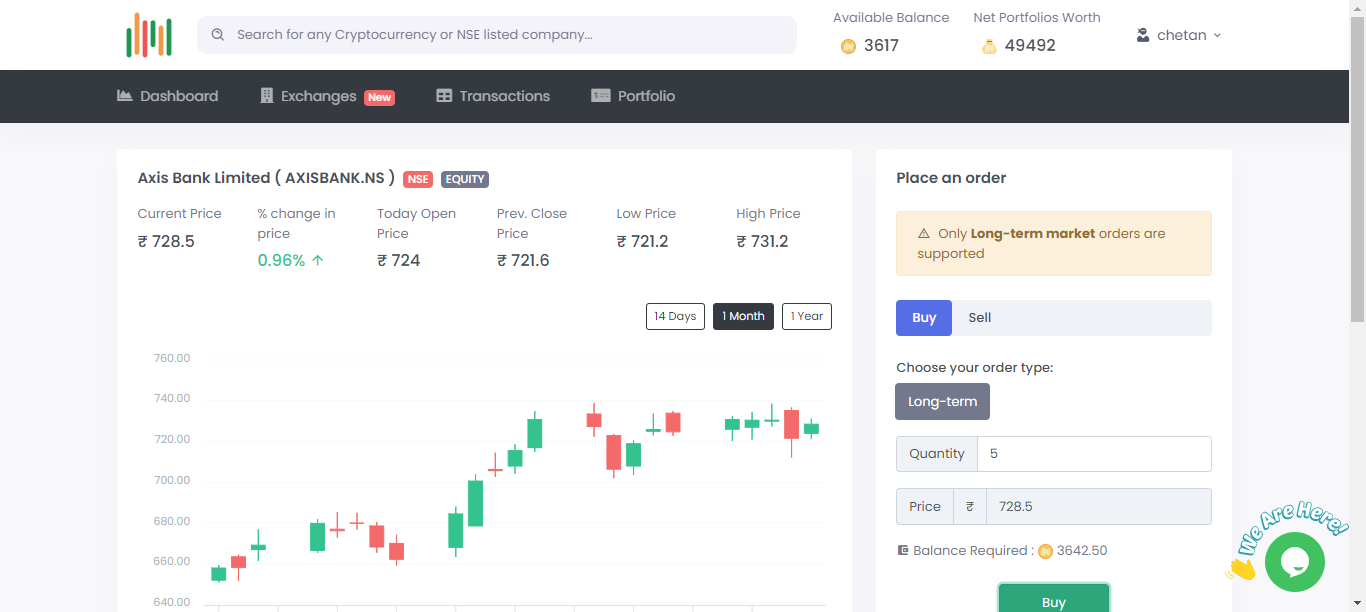 Search for any Cryptocurrency or NSE listed company...
Available Balance
3617
Net Portfolios Worth
49492
chetan
Dashboard
Exchanges New
Transactions
Portfolio
Axis Bank Limited ( AXISBANK.NS ) NSE EQUITY
Current Price
₹ 728.5
% change in
price
0.96% ↑
Today Open
Price
₹ 724
Prev. Close
Price
₹ 721.6
Low Price
₹ 721.2
High Price
₹ 731.2
14 Days
1 Month
1 Year
760.00
740.00
720.00
700.00
680.00
660.00
640.00
Place an order
Only Long-term market orders are
supported
Buy
Sell
Choose your order type:
Long-term
Quantity 5
Price ₹ 728.5
Balance Required : 3642.50
Buy
We Are Here!